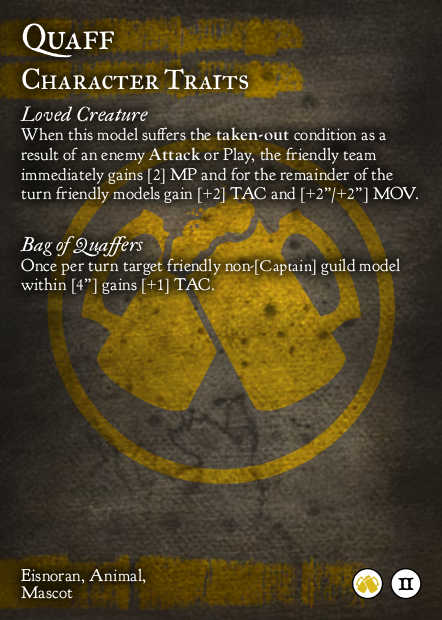 Quaff
Character Traits
Loved Creature
When this model suffers the taken-out condition as a
result of an enemy Attack or Play, the friendly team
immediately gains [2] MP and for the remainder of the
turn friendly models gain [+2] TAC and [+2”/+2”] MOV.
Bag of Quaffers
Once per turn target friendly non-[Captain] guild model
within [4”] gains [+1] TAC.
Eisnoran, Animal,
Mascot
II